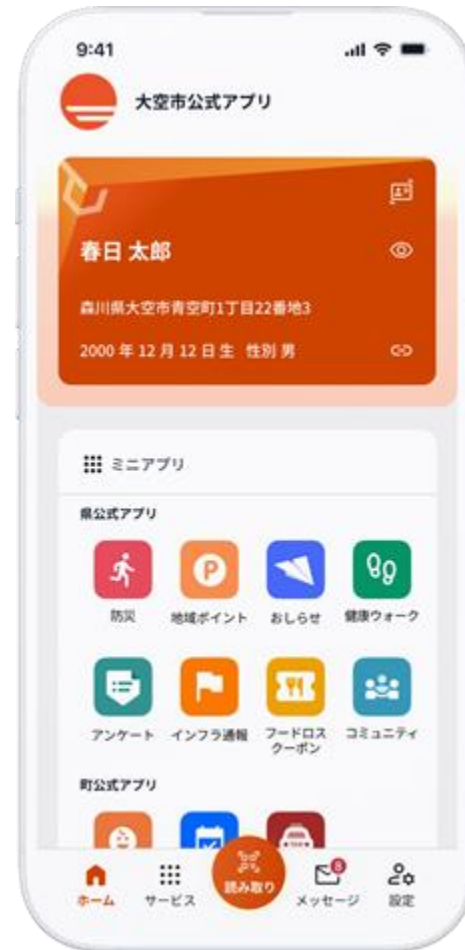 9:41
大空市公式アプリ
春日 太郎
森川県大空市青空町1丁目22番地3
2000 年 12 月 12 日 生 性別 男
ミニアプリ
県公式アプリ
防災
地域ポイント
おしらせ
健康ウォーク
アンケート
インフラ通報
フードロス
クーポン
コミュニティ
町公式アプリ
ホーム
サービス
読み取り
8
メッセージ
設定